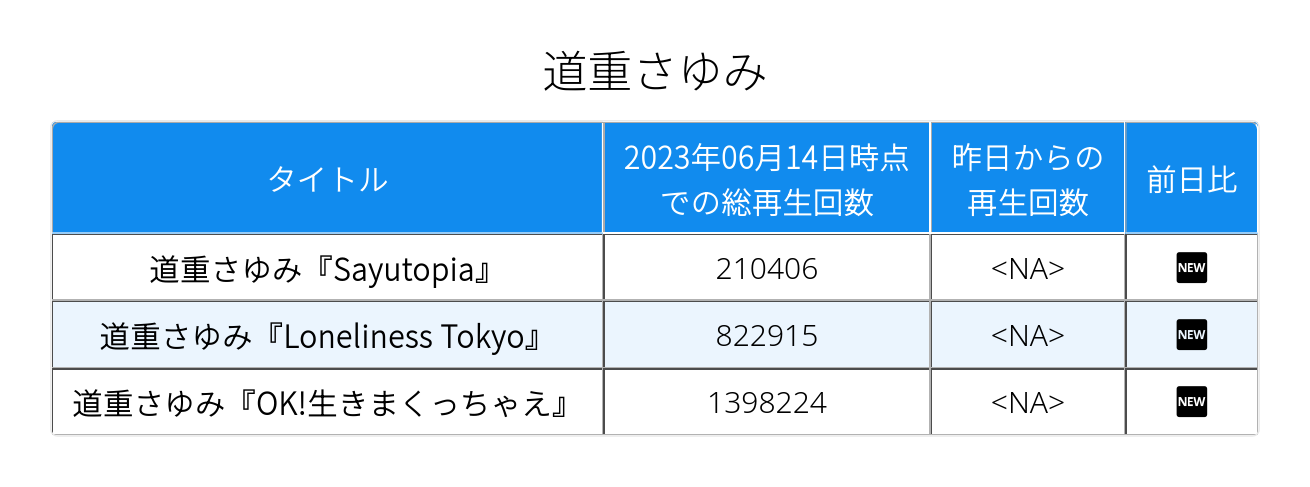 道重さゆみ
タイトル
2023年06月14日時点
での総再生回数
昨日からの
再生回数
前日比
道重さゆみ『Sayutopia』 210406 <NA> NEW
道重さゆみ『Loneliness Tokyo』 822915 <NA> NEW
道重さゆみ『OK!生きまくっちゃえ』 1398224 <NA> NEW